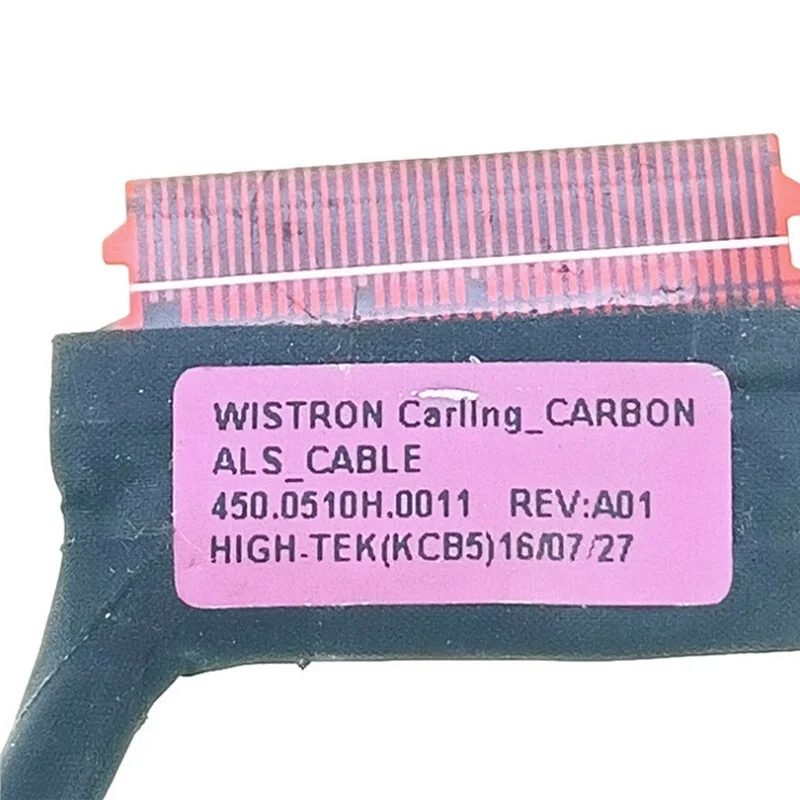 WISTRON Carling_CARBON
ALS_CABLE
450.0510H.0011 REV:A01
HIGH-TEK(KCB5)16/07/27